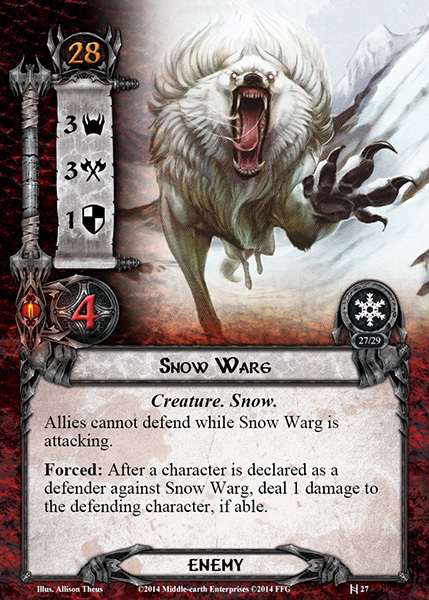 28
3
3
1
4
27/29
Snow Warg
Creature. Snow.
Allies cannot defend while Snow Warg is
attacking.
Forced: After a character is declared as a
defender against Snow Warg, deal 1 damage to
the defending character, if able.
ENEMY
Illus. Allison Theus ©2014 Middle-earth Enterprises ©2014 FFG 27